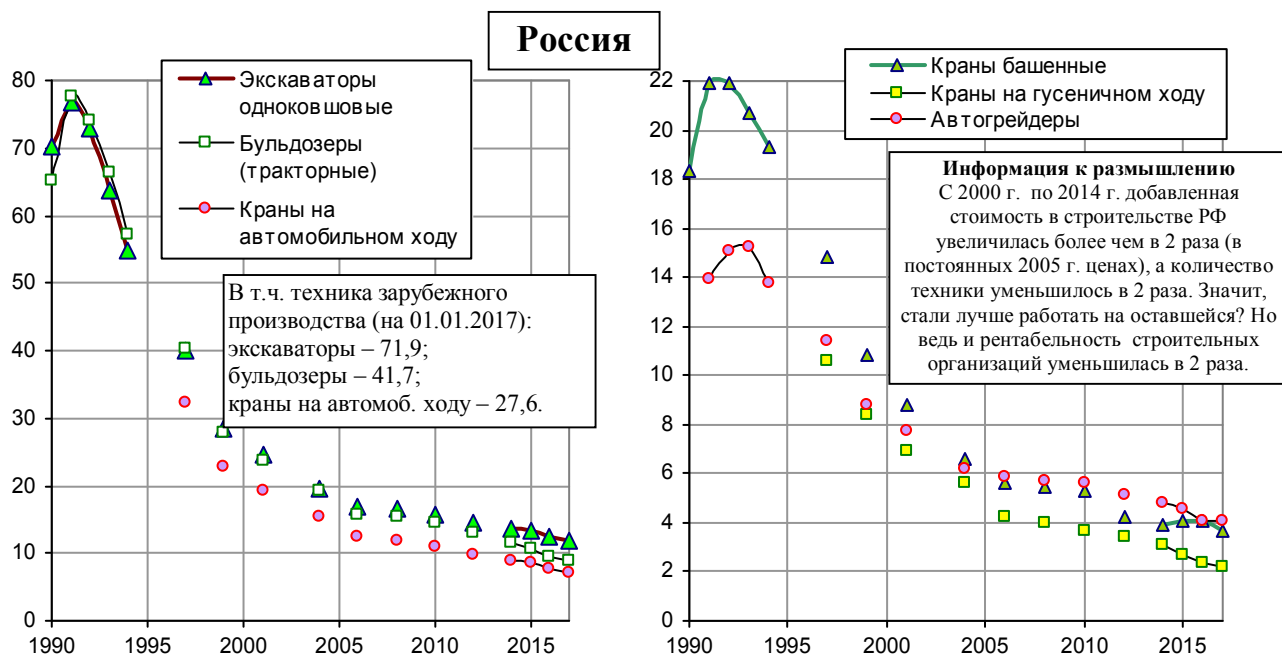 Россия
Экскаваторы
одноковшовые
Бульдозеры
(тракторные)
Краны на
автомобильном ходу
В т.ч. техника зарубежного
производства (на 01.01.2017):
экскаваторы – 71,9;
бульдозеры – 41,7;
краны на автомоб. ходу – 27,6.
80
70
60
50
40
30
20
10
0
1990
1995
2000
2005
2010
2015
Краны башенные
Краны на гусеничном ходу
Автогрейдеры
Информация к размышлению
С 2000 г. по 2014 г. добавленная
стоимость в строительстве РФ
увеличилась более чем в 2 раза (в
постоянных 2005 г. ценах), а количество
техники уменьшилось в 2 раза. Значит,
стали лучше работать на оставшейся? Но
ведь и рентабельность строительных
организаций уменьшилась в 2 раза.
22
20
18
16
14
12
10
8
6
4
2
0
1990
1995
2000
2005
2010
2015